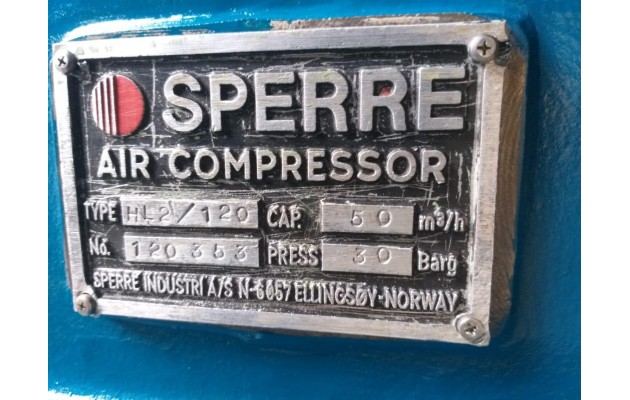 SPERRE
AIR COMPRESSOR
TYPE HL2/120 CAP. 50 m³/h
No. 120 353 PRESS 30 Barg
SPERRE INDUSTRI A/S N-6057 ELLINGSØY-NORWAY